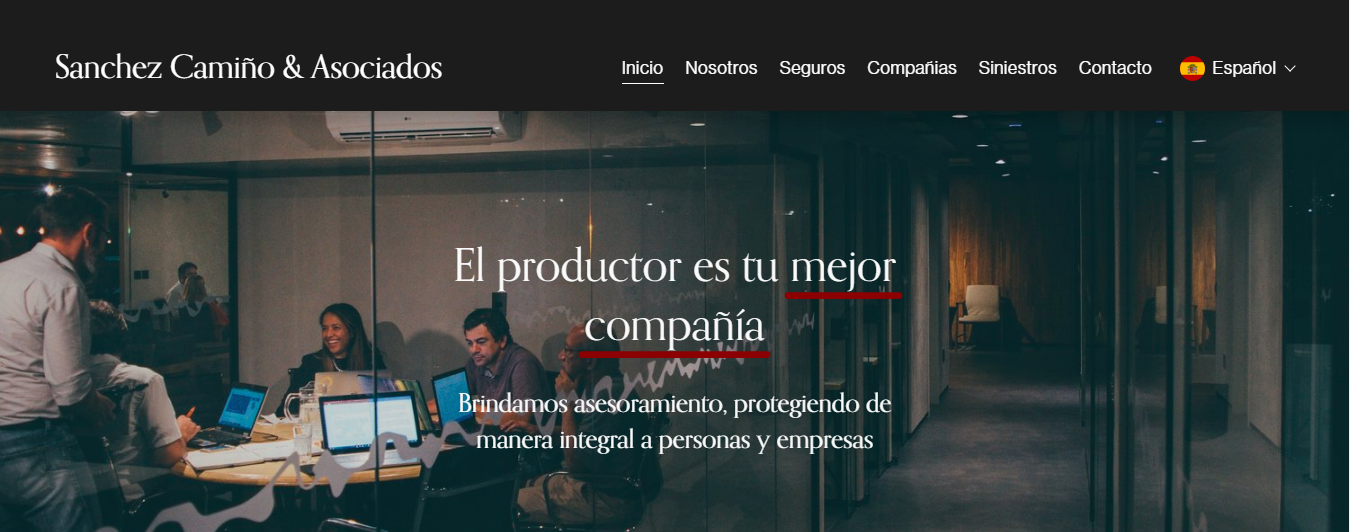 Sanchez Camiño & Asociados
Inicio Nosotros Seguros Compañias Siniestros Contacto Español
El productor es tu mejor
compañía
Brindamos asesoramiento, protegiendo de
manera integral a personas y empresas